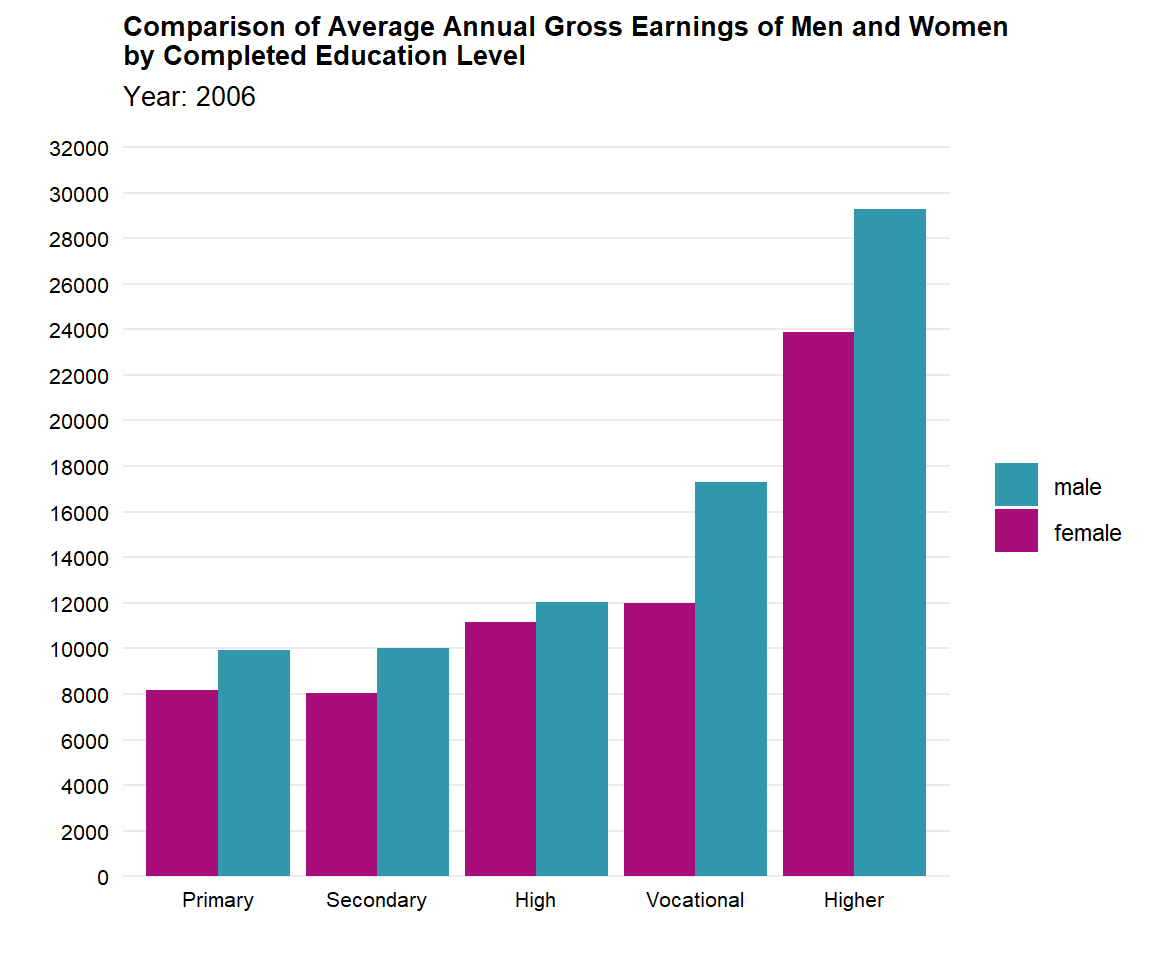 Comparison of Average Annual Gross Earnings of Men and Women
by Completed Education Level
Year: 2006
32000
30000
28000
26000
24000
22000
20000
18000
16000
14000
12000
10000
8000
6000
4000
2000
0
Primary
Secondary
High
Vocational
Higher
male
female